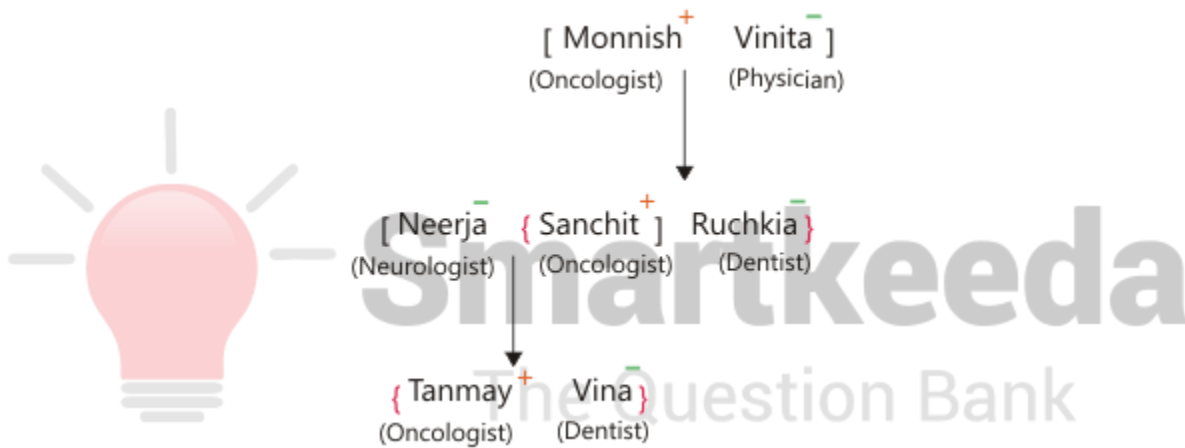 [ Monnish+ Vinita− ]
(Oncologist) (Physician)
[ Neerja− { Sanchit+ ] Ruchkia− }
(Neurologist) (Oncologist) (Dentist)
Smartkeeda
{ Tanmay+ Vina− }
The Question Bank
(Oncologist) (Dentist)